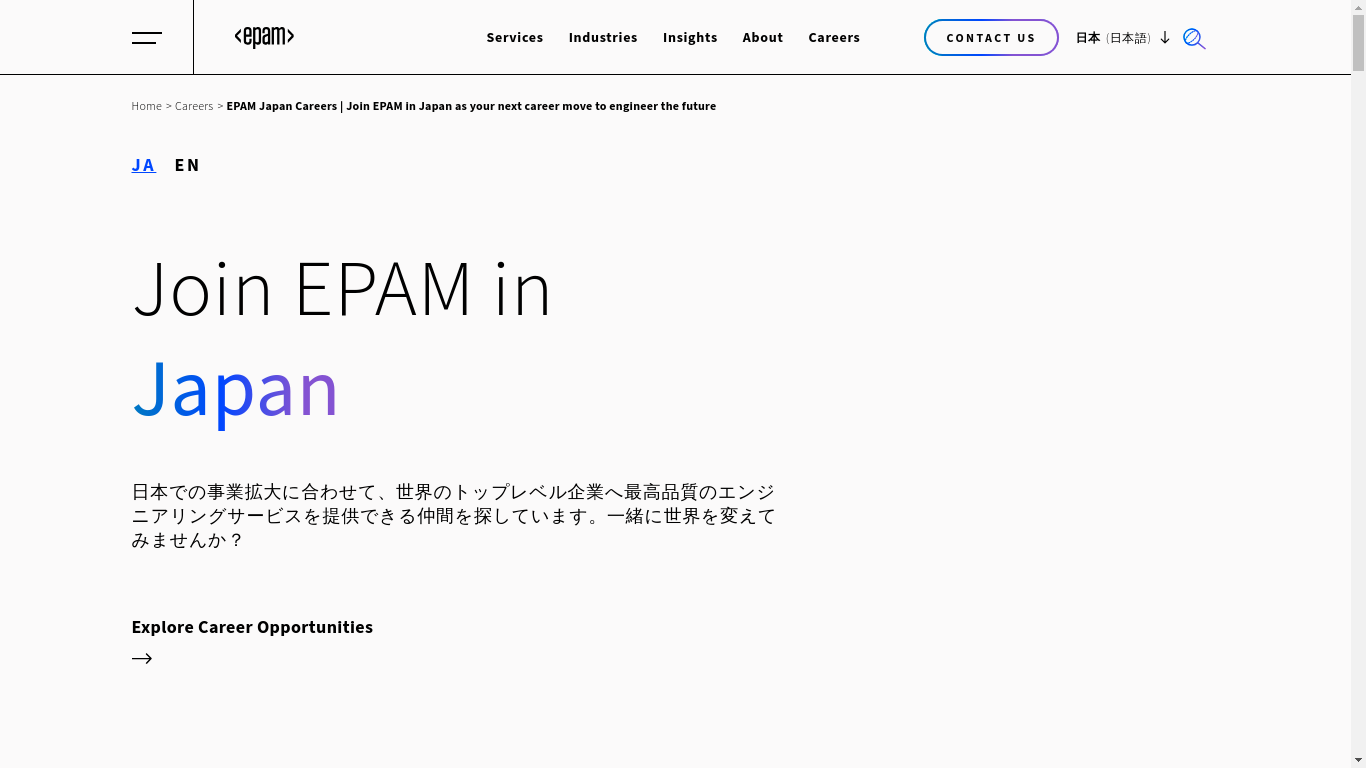 <epam>
Services Industries Insights About Careers
CONTACT US
日本 (日本語)
Home > Careers > EPAM Japan Careers | Join EPAM in Japan as your next career move to engineer the future
JA EN
Join EPAM in
Japan
日本での事業拡大に合わせて、世界のトップレベル企業へ最高品質のエンジ
ニアリングサービスを提供できる仲間を探しています。一緒に世界を変えて
みませんか？
Explore Career Opportunities